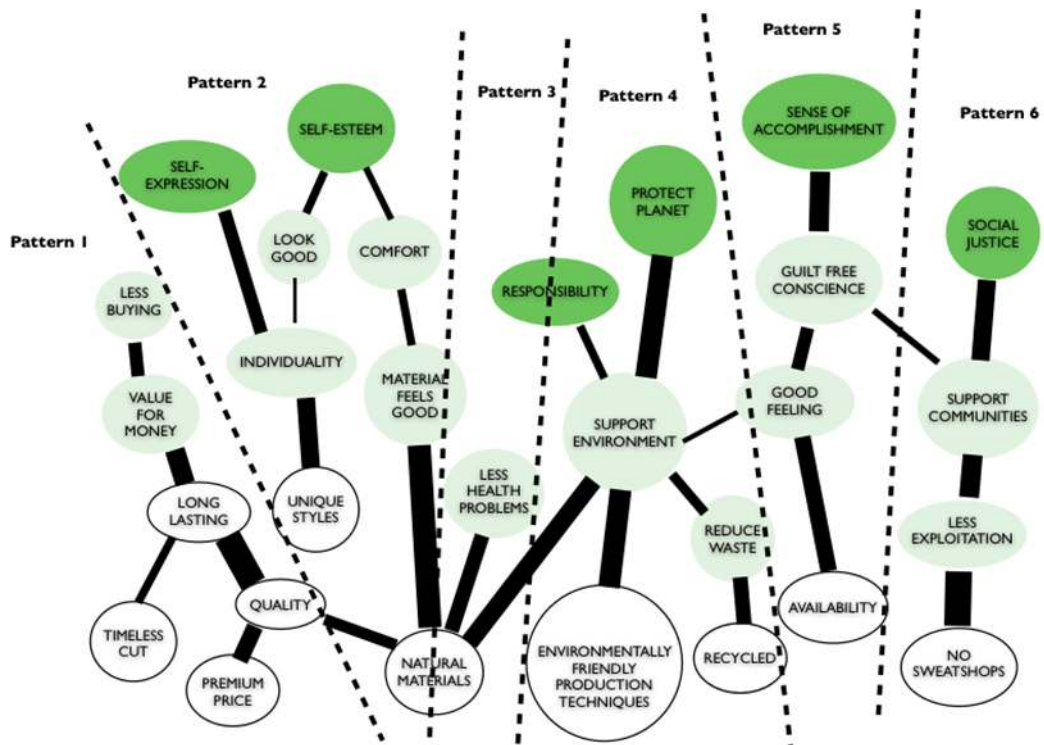 Pattern 5
Pattern 2
Pattern 3
Pattern 4
Pattern 6
SENSE OF
ACCOMPLISHMENT
SELF-ESTEEM
SELF-
EXPRESSION
PROTECT
PLANET
SOCIAL
JUSTICE
Pattern 1
LOOK
GOOD
COMFORT
GUILT FREE
CONSCIENCE
LESS
BUYING
RESPONSIBILITY
INDIVIDUALITY
MATERIAL
FEELS
GOOD
GOOD
FEELING
VALUE
FOR
MONEY
SUPPORT
ENVIRONMENT
SUPPORT
COMMUNITIES
LONG
LASTING
UNIQUE
STYLES
LESS
HEALTH
PROBLEMS
REDUCE
WASTE
LESS
EXPLOITATION
QUALITY
AVAILABILITY
TIMELESS
CUT
PREMIUM
PRICE
NATURAL
MATERIALS
ENVIRONMENTALLY
FRIENDLY
PRODUCTION
TECHNIQUES
RECYCLED
NO
SWEATSHOPS